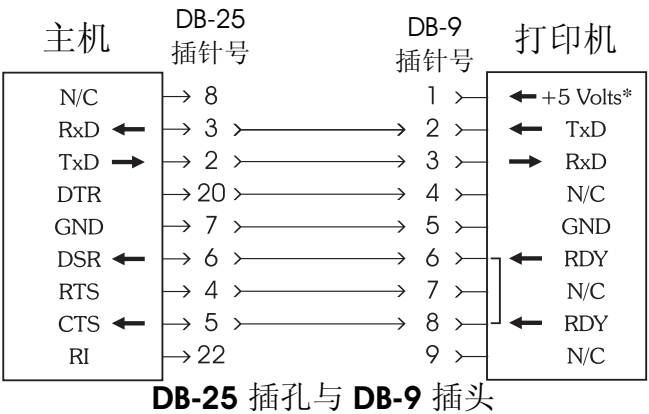 主机 DB-25 插针号 DB-9 插针号 打印机
N/C 8 1 +5 Volts*
RxD 3 2 TxD
TxD 2 3 RxD
DTR 20 4 N/C
GND 7 5 GND
DSR 6 6 RDY
RTS 4 7 N/C
CTS 5 8 RDY
RI 22 9 N/C
DB-25 插孔与 DB-9 插头